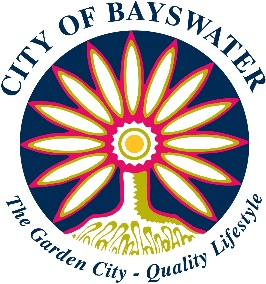 CITY OF BAYSWATER
The Garden City - Quality Lifestyle